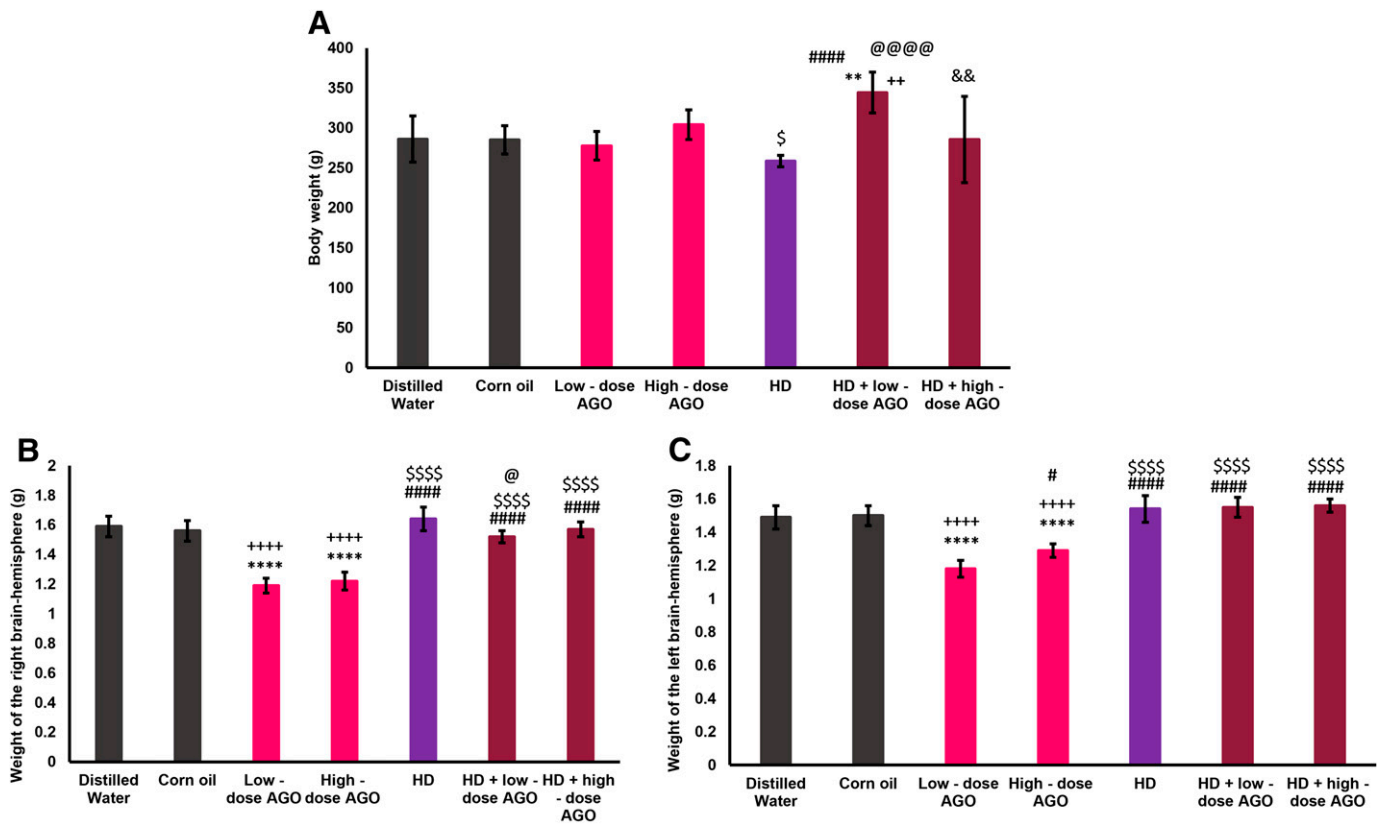 A
Body weight (g)
400
350
300
250
200
150
100
50
0
####
@@@@
**
++
&&
$
Distilled
Water
Corn oil
Low - dose
AGO
High - dose
AGO
HD
HD + low -
dose AGO
HD + high -
dose AGO
B
Weight of the right brain-hemisphere (g)
2
1.8
1.6
1.4
1.2
1
0.8
0.6
0.4
0.2
0
++++
****
++++
****
$$$$
####
@
$$$$
####
$$$$
####
Distilled
Water
Corn oil
Low -
dose AGO
High -
dose AGO
HD
HD + low -
dose AGO
HD + high
- dose
AGO
C
Weight of the left brain-hemisphere (g)
1.8
1.6
1.4
1.2
1
0.8
0.6
0.4
0.2
0
++++
****
#
++++
****
$$$$
####
$$$$
####
$$$$
####
Distilled
Water
Corn oil
Low - dose
AGO
High - dose
AGO
HD
HD + low -
dose AGO
HD + high -
dose AGO